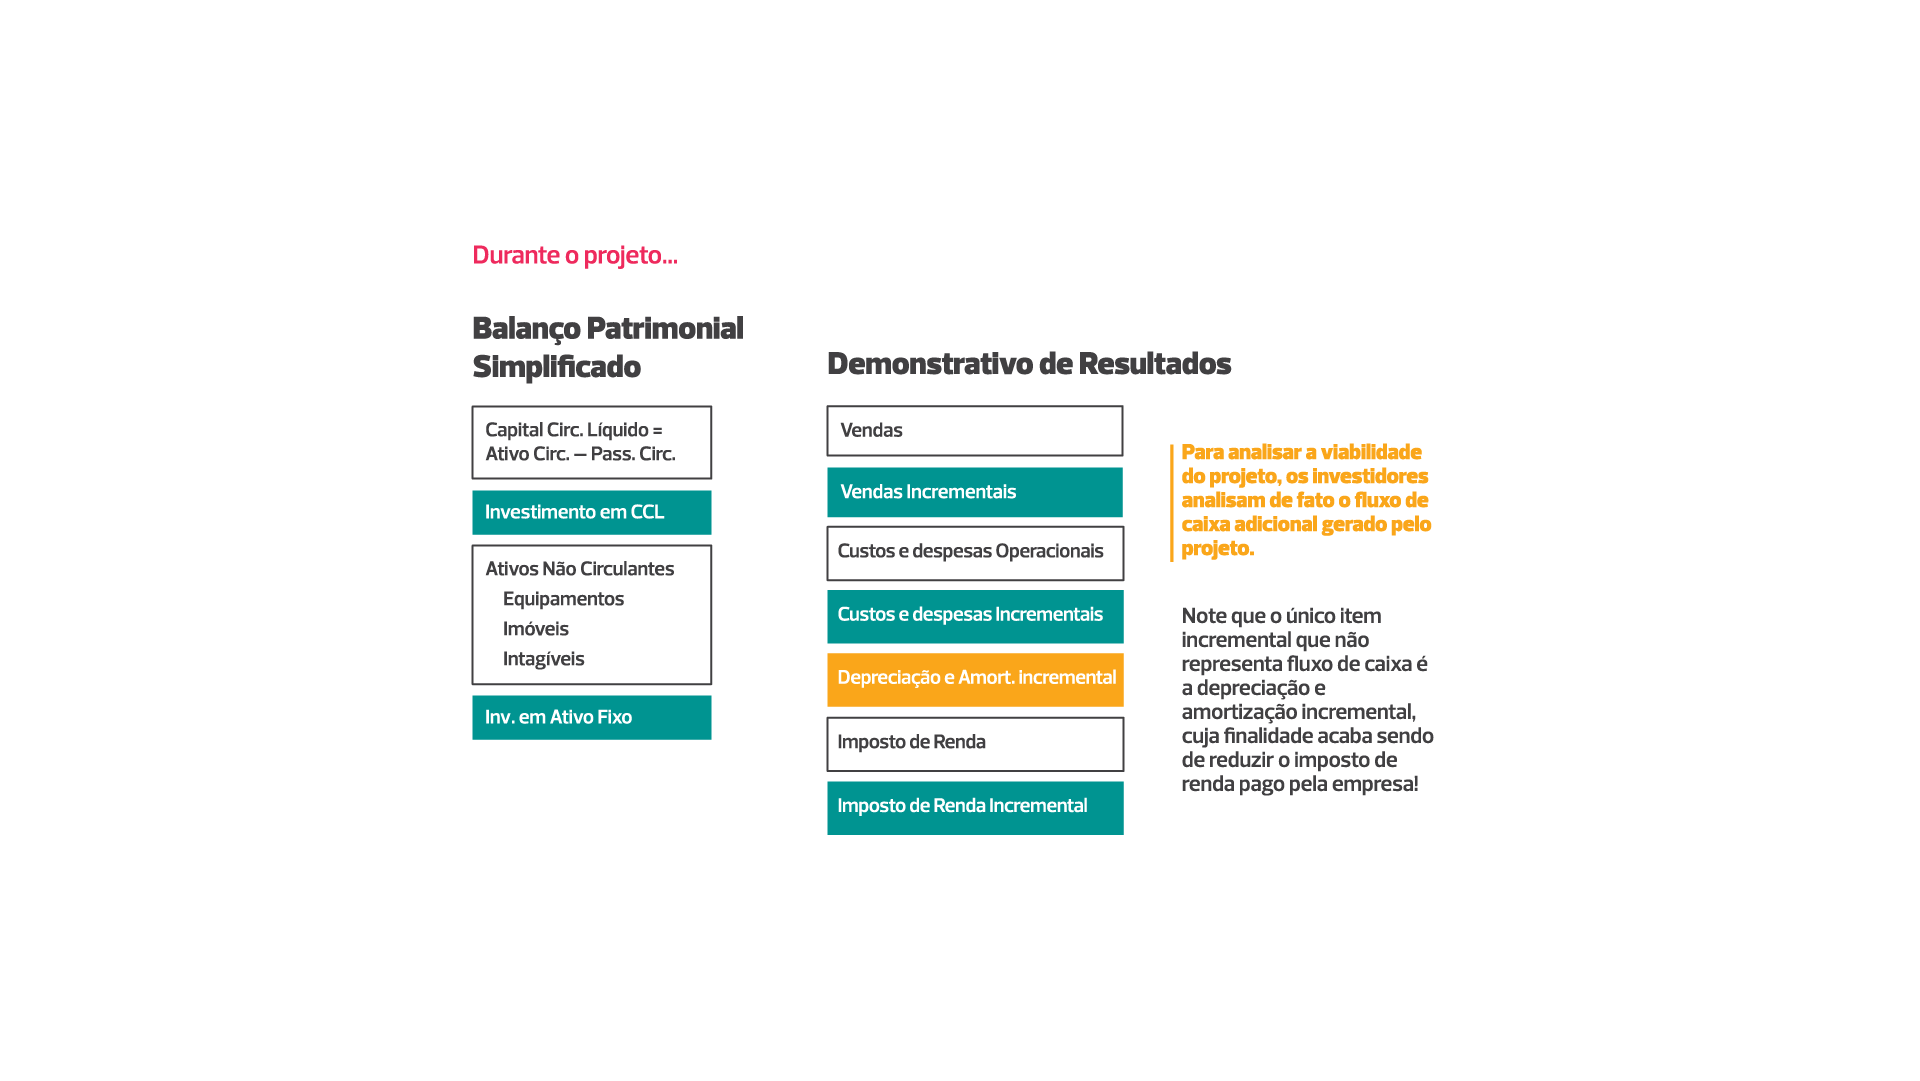 Durante o projeto...
Balanço Patrimonial
Simplificado
Capital Circ. Líquido =
Ativo Circ. – Pass. Circ.
Investimento em CCL
Ativos Não Circulantes
Equipamentos
Imóveis
Intagíveis
Inv. em Ativo Fixo
Demonstrativo de Resultados
Vendas
Vendas Incrementais
Custos e despesas Operacionais
Custos e despesas Incrementais
Depreciação e Amort. incremental
Imposto de Renda
Imposto de Renda Incremental
Para analisar a viabilidade
do projeto, os investidores
analisam de fato o fluxo de
caixa adicional gerado pelo
projeto.
Note que o único item
incremental que não
representa fluxo de caixa é
a depreciação e
amortização incremental,
cuja finalidade acaba sendo
de reduzir o imposto de
renda pago pela empresa!